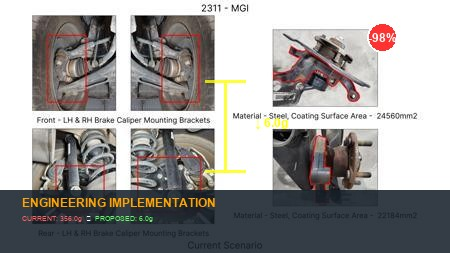 2311 - MGI
-98%
Front - LH & RH Brake Caliper Mounting Brackets
Material - Steel, Coating Surface Area - 24560mm2
↓ 6.0g
ENGINEERING IMPLEMENTATION
CURRENT: 356.0g PROPOSED: 6.0g
Material - Steel, Coating Surface Area - 22184mm2
Rear - LH & RH Brake Caliper Mounting Brackets
Current Scenario